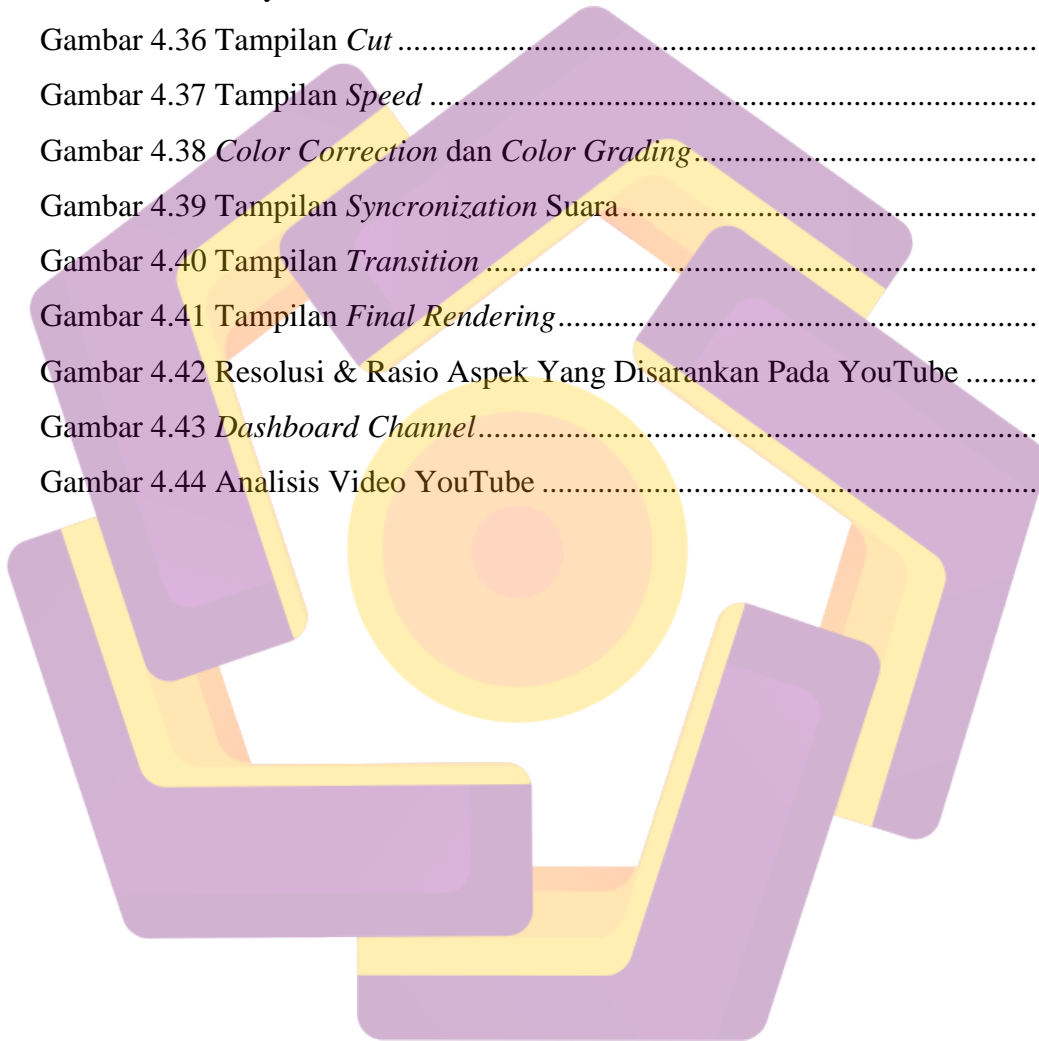 Gambar 4.36 Tampilan Cut ................................................................................
Gambar 4.37 Tampilan Speed ............................................................................
Gambar 4.38 Color Correction dan Color Grading...........................................
Gambar 4.39 Tampilan Syncronization Suara....................................................
Gambar 4.40 Tampilan Transition .....................................................................
Gambar 4.41 Tampilan Final Rendering............................................................
Gambar 4.42 Resolusi & Rasio Aspek Yang Disarankan Pada YouTube .........
Gambar 4.43 Dashboard Channel......................................................................
Gambar 4.44 Analisis Video YouTube ..............................................................